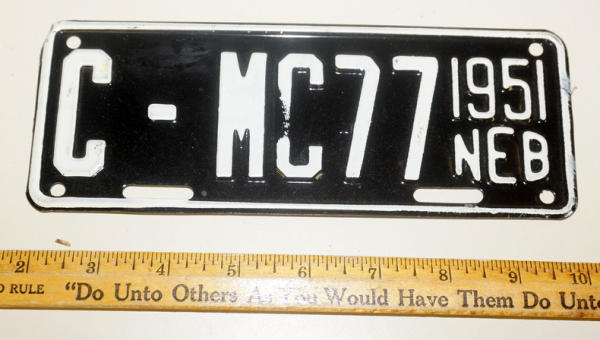 C - MC77 1951
NEB
2 3 4 5 6 7 8 9 10
RULE "Do Unto Others As You Would Have Them Do Unto